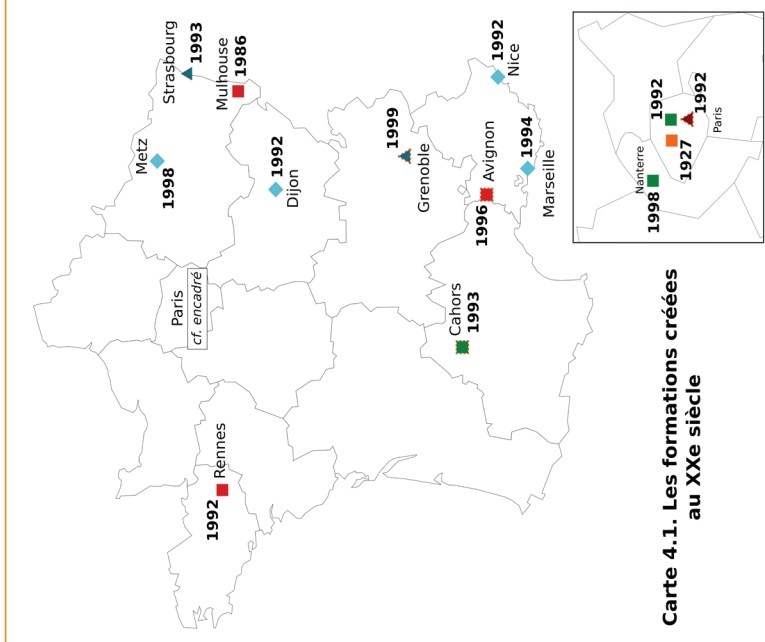 Strasbourg
1993
Mulhouse
1986
Metz
1998
1992
Dijon
Paris
cf. encadré
1992
Rennes
1999
Grenoble
1992
Nice
Avignon
1996
1994
Marseille
Cahors
1993
1992
1992
Paris
1927
Nanterre
1998
Carte 4.1. Les formations créées
au XXe siècle